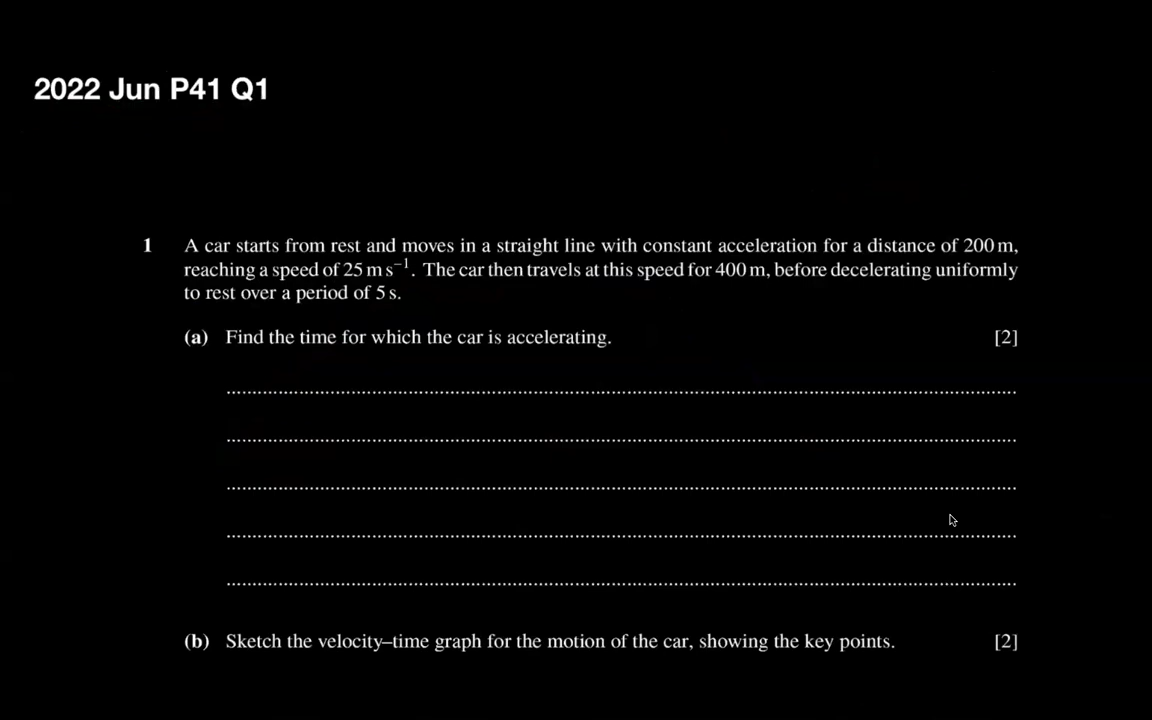 2022 Jun P41 Q1
1 A car starts from rest and moves in a straight line with constant acceleration for a distance of 200 m,
reaching a speed of 25 m s⁻¹. The car then travels at this speed for 400 m, before decelerating uniformly
to rest over a period of 5 s.
(a) Find the time for which the car is accelerating. [2]
(b) Sketch the velocity–time graph for the motion of the car, showing the key points. [2]